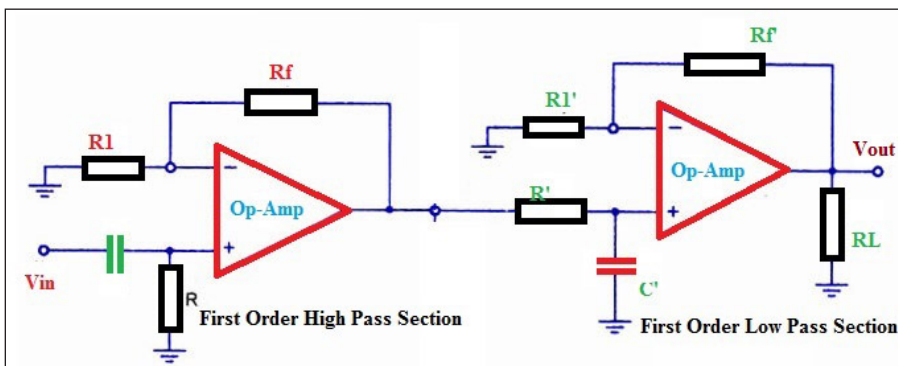 Rf
R1
−
Op-Amp
+
Vin
R
First Order High Pass Section
Rf'
R1'
−
Op-Amp
Vout
R'
+
RL
C'
First Order Low Pass Section